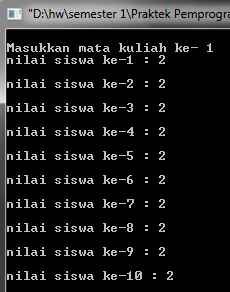 "D:\hw\semester 1\Praktek Pemprogra
Masukkan mata kuliah ke- 1
nilai siswa ke-1 : 2
nilai siswa ke-2 : 2
nilai siswa ke-3 : 2
nilai siswa ke-4 : 2
nilai siswa ke-5 : 2
nilai siswa ke-6 : 2
nilai siswa ke-7 : 2
nilai siswa ke-8 : 2
nilai siswa ke-9 : 2
nilai siswa ke-10 : 2